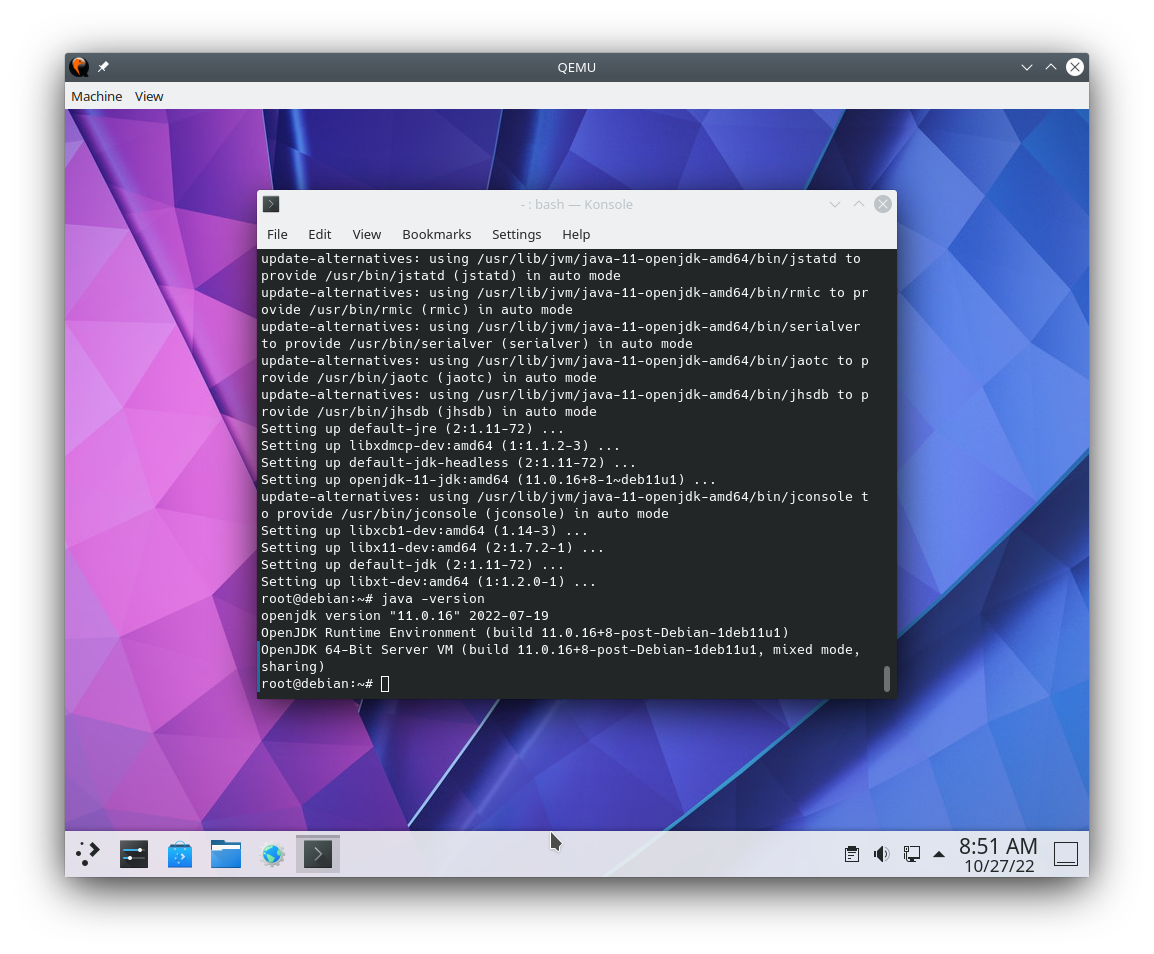 QEMU
Machine View
- : bash — Konsole
File Edit View Bookmarks Settings Help
update-alternatives: using /usr/lib/jvm/java-11-openjdk-amd64/bin/jstatd to
provide /usr/bin/jstatd (jstatd) in auto mode
update-alternatives: using /usr/lib/jvm/java-11-openjdk-amd64/bin/rmic to pr
ovide /usr/bin/rmic (rmic) in auto mode
update-alternatives: using /usr/lib/jvm/java-11-openjdk-amd64/bin/serialver
to provide /usr/bin/serialver (serialver) in auto mode
update-alternatives: using /usr/lib/jvm/java-11-openjdk-amd64/bin/jaotc to p
rovide /usr/bin/jaotc (jaotc) in auto mode
update-alternatives: using /usr/lib/jvm/java-11-openjdk-amd64/bin/jhsdb to p
rovide /usr/bin/jhsdb (jhsdb) in auto mode
Setting up default-jre (2:1.11-72) ...
Setting up libxdmcp-dev:amd64 (1:1.1.2-3) ...
Setting up default-jdk-headless (2:1.11-72) ...
Setting up openjdk-11-jdk:amd64 (11.0.16+8-1~deb11u1) ...
update-alternatives: using /usr/lib/jvm/java-11-openjdk-amd64/bin/jconsole t
o provide /usr/bin/jconsole (jconsole) in auto mode
Setting up libxcb1-dev:amd64 (1.14-3) ...
Setting up libx11-dev:amd64 (2:1.7.2-1) ...
Setting up default-jdk (2:1.11-72) ...
Setting up libxt-dev:amd64 (1:1.2.0-1) ...
root@debian:~# java -version
openjdk version "11.0.16" 2022-07-19
OpenJDK Runtime Environment (build 11.0.16+8-post-Debian-1deb11u1)
OpenJDK 64-Bit Server VM (build 11.0.16+8-post-Debian-1deb11u1, mixed mode,
sharing)
root@debian:~#
8:51 AM
10/27/22